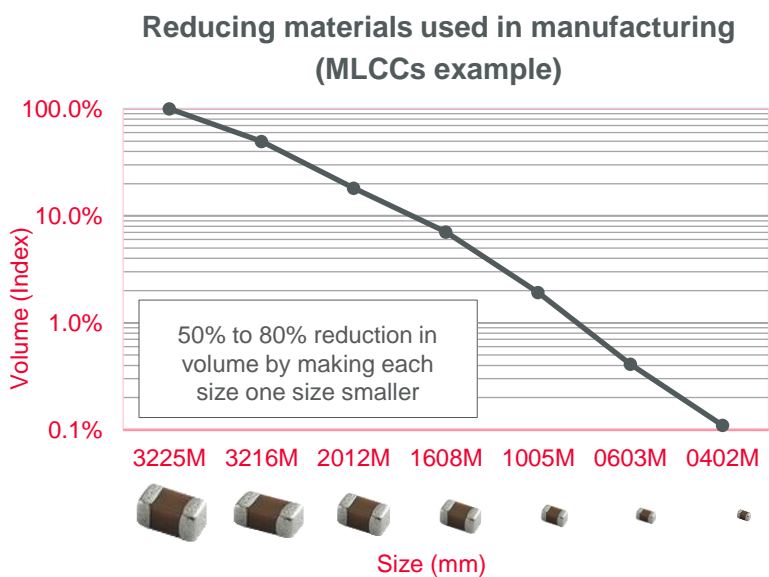 Reducing materials used in manufacturing
(MLCCs example)
100.0%
10.0%
1.0%
0.1%
Volume (Index)
50% to 80% reduction in
volume by making each
size one size smaller
3225M 3216M 2012M 1608M 1005M 0603M 0402M
Size (mm)